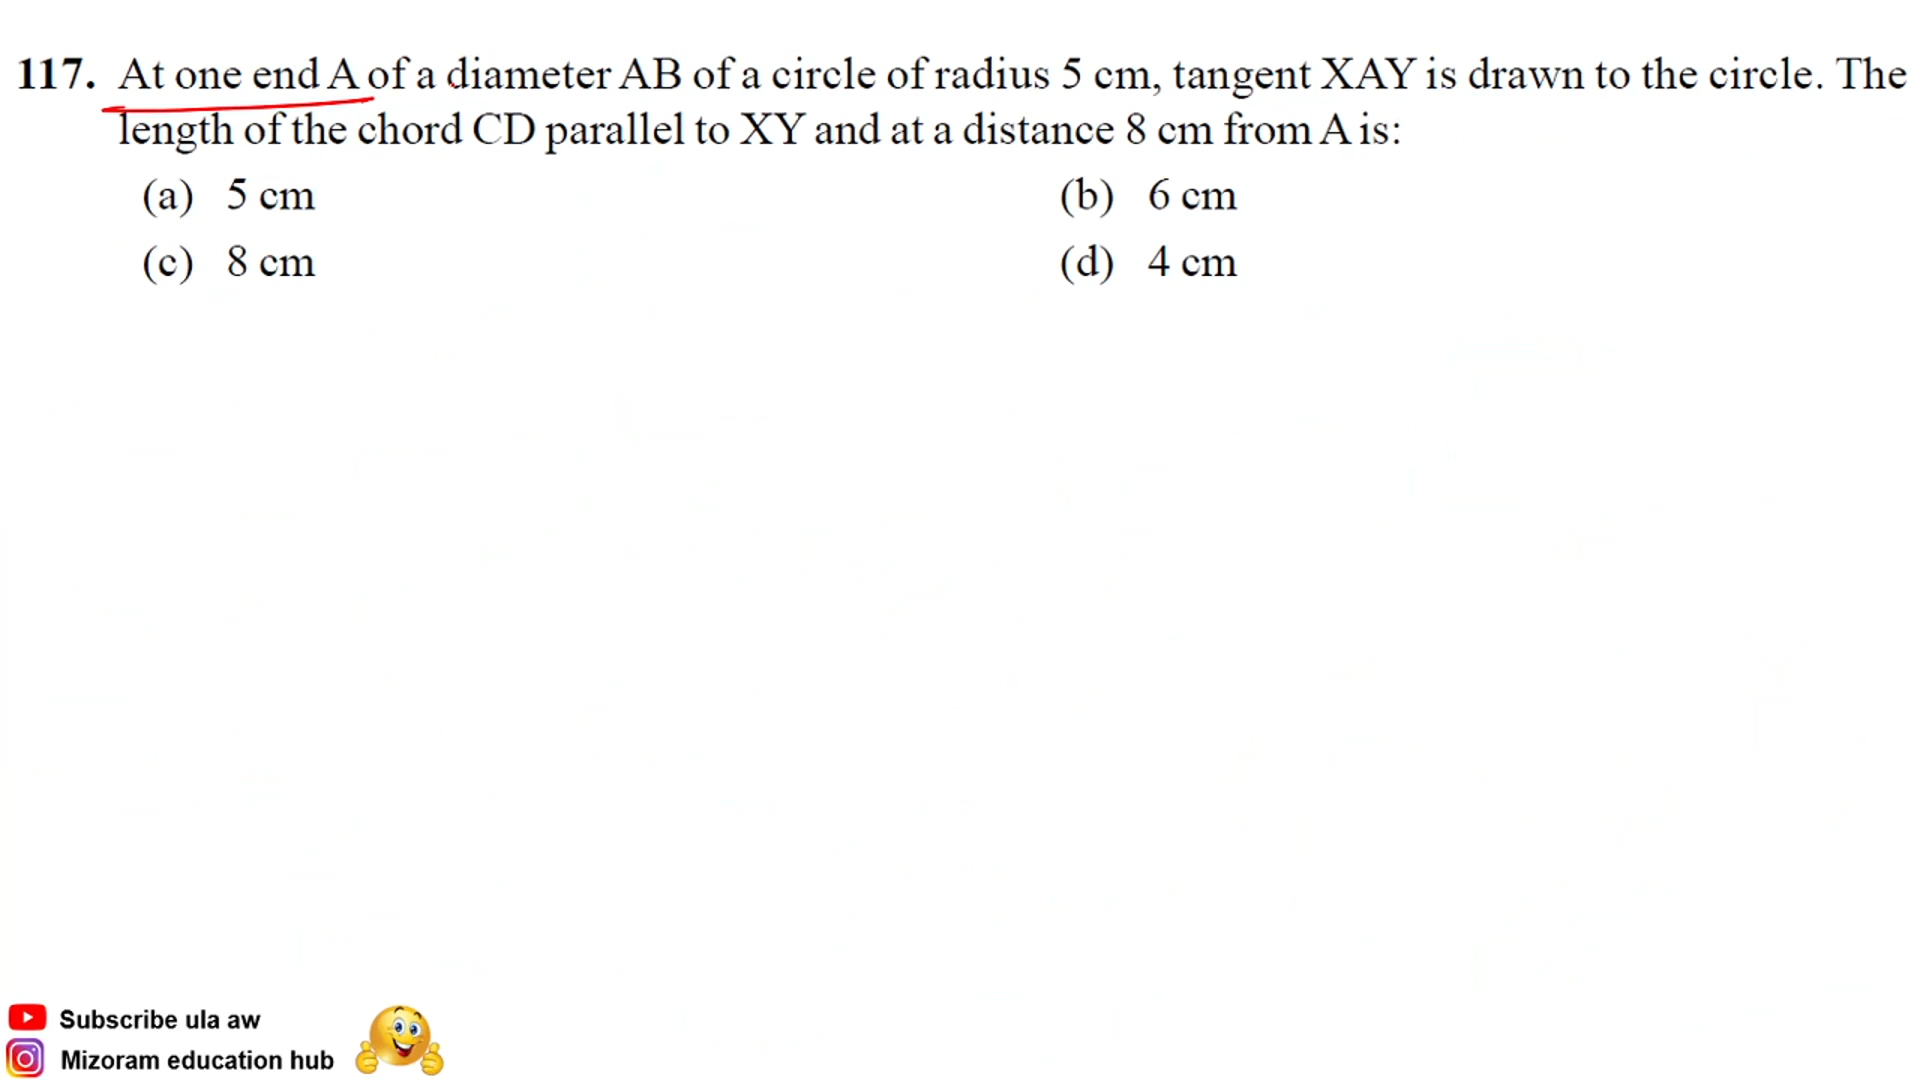 117. At one end A of a diameter AB of a circle of radius 5 cm, tangent XAY is drawn to the circle. The
length of the chord CD parallel to XY and at a distance 8 cm from A is:
(a) 5 cm (b) 6 cm
(c) 8 cm (d) 4 cm
Subscribe ula aw
Mizoram education hub